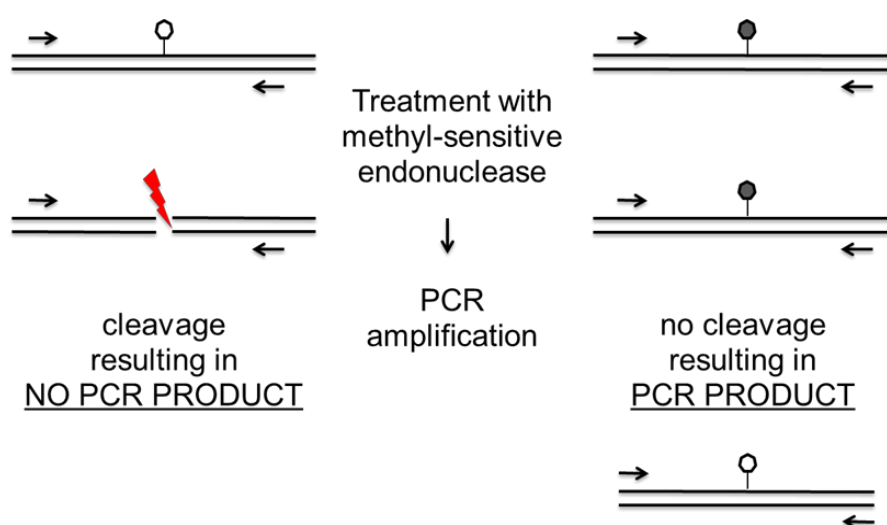 Treatment with
methyl-sensitive
endonuclease
PCR
amplification
cleavage
resulting in
NO PCR PRODUCT
no cleavage
resulting in
PCR PRODUCT